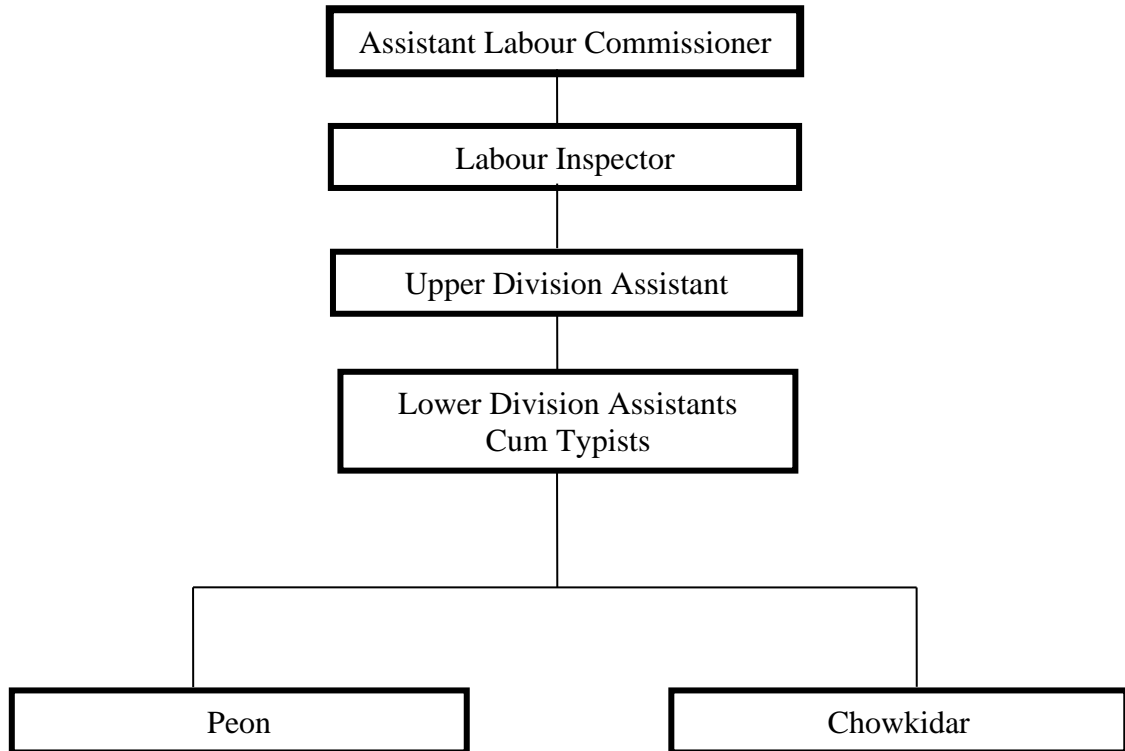 Assistant Labour Commissioner
Labour Inspector
Upper Division Assistant
Lower Division Assistants
Cum Typists
Peon
Chowkidar